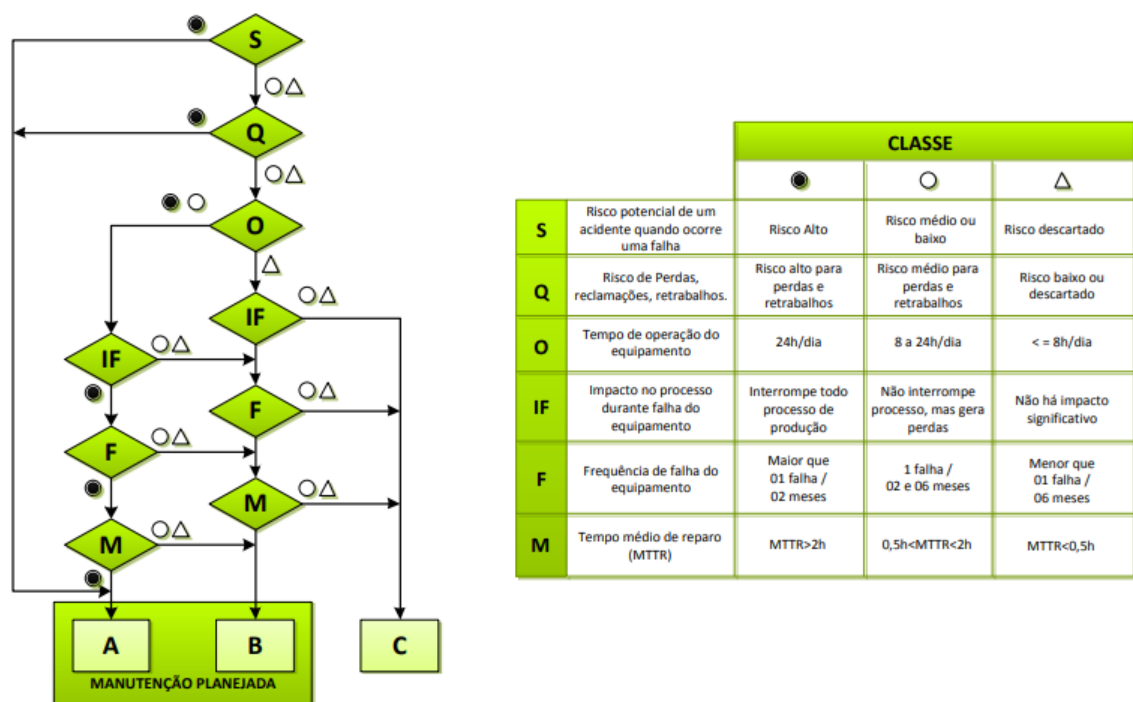 S
Q
O
IF
IF
F
F
M
M
A
B
C
MANUTENÇÃO PLANEJADA
CLASSE
S
Risco potencial de um
acidente quando ocorre
uma falha
Risco Alto
Risco médio ou
baixo
Risco descartado
Q
Risco de Perdas,
reclamações, retrabalhos.
Risco alto para
perdas e
retrabalhos
Risco médio para
perdas e
retrabalhos
Risco baixo ou
descartado
O
Tempo de operação do
equipamento
24h/dia
8 a 24h/dia
< = 8h/dia
IF
Impacto no processo
durante falha do
equipamento
Interrompe todo
processo de
produção
Não interrompe
processo, mas gera
perdas
Não há impacto
significativo
F
Frequência de falha do
equipamento
Maior que
01 falha /
02 meses
1 falha /
02 e 06 meses
Menor que
01 falha /
06 meses
M
Tempo médio de reparo
(MTTR)
MTTR>2h
0,5h<MTTR<2h
MTTR<0,5h